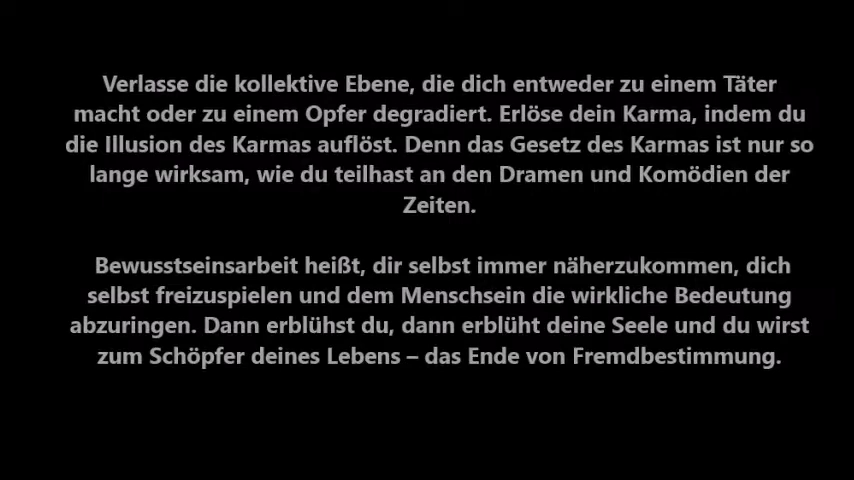 Verlasse die kollektive Ebene, die dich entweder zu einem Täter
macht oder zu einem Opfer degradiert. Erlöse dein Karma, indem du
die Illusion des Karmas auflöst. Denn das Gesetz des Karmas ist nur so
lange wirksam, wie du teilhast an den Dramen und Komödien der
Zeiten.
Bewusstseinsarbeit heißt, dir selbst immer näherzukommen, dich
selbst freizuspielen und dem Menschsein die wirkliche Bedeutung
abzuringen. Dann erblühst du, dann erblüht deine Seele und du wirst
zum Schöpfer deines Lebens – das Ende von Fremdbestimmung.